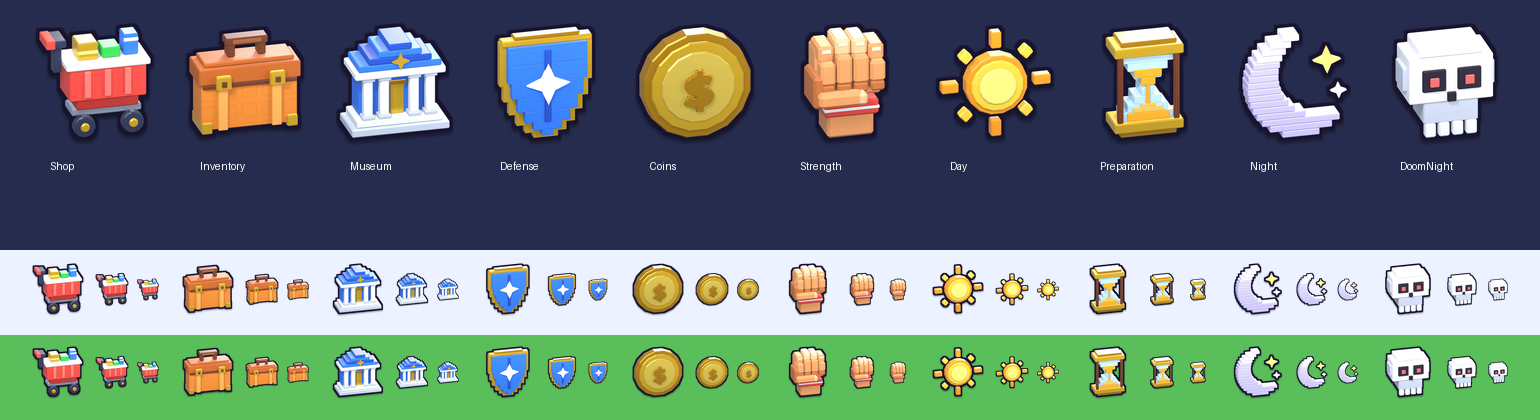 Shop
Inventory
Museum
Defense
Coins
Strength
Day
Preparation
Night
DoomNight
$